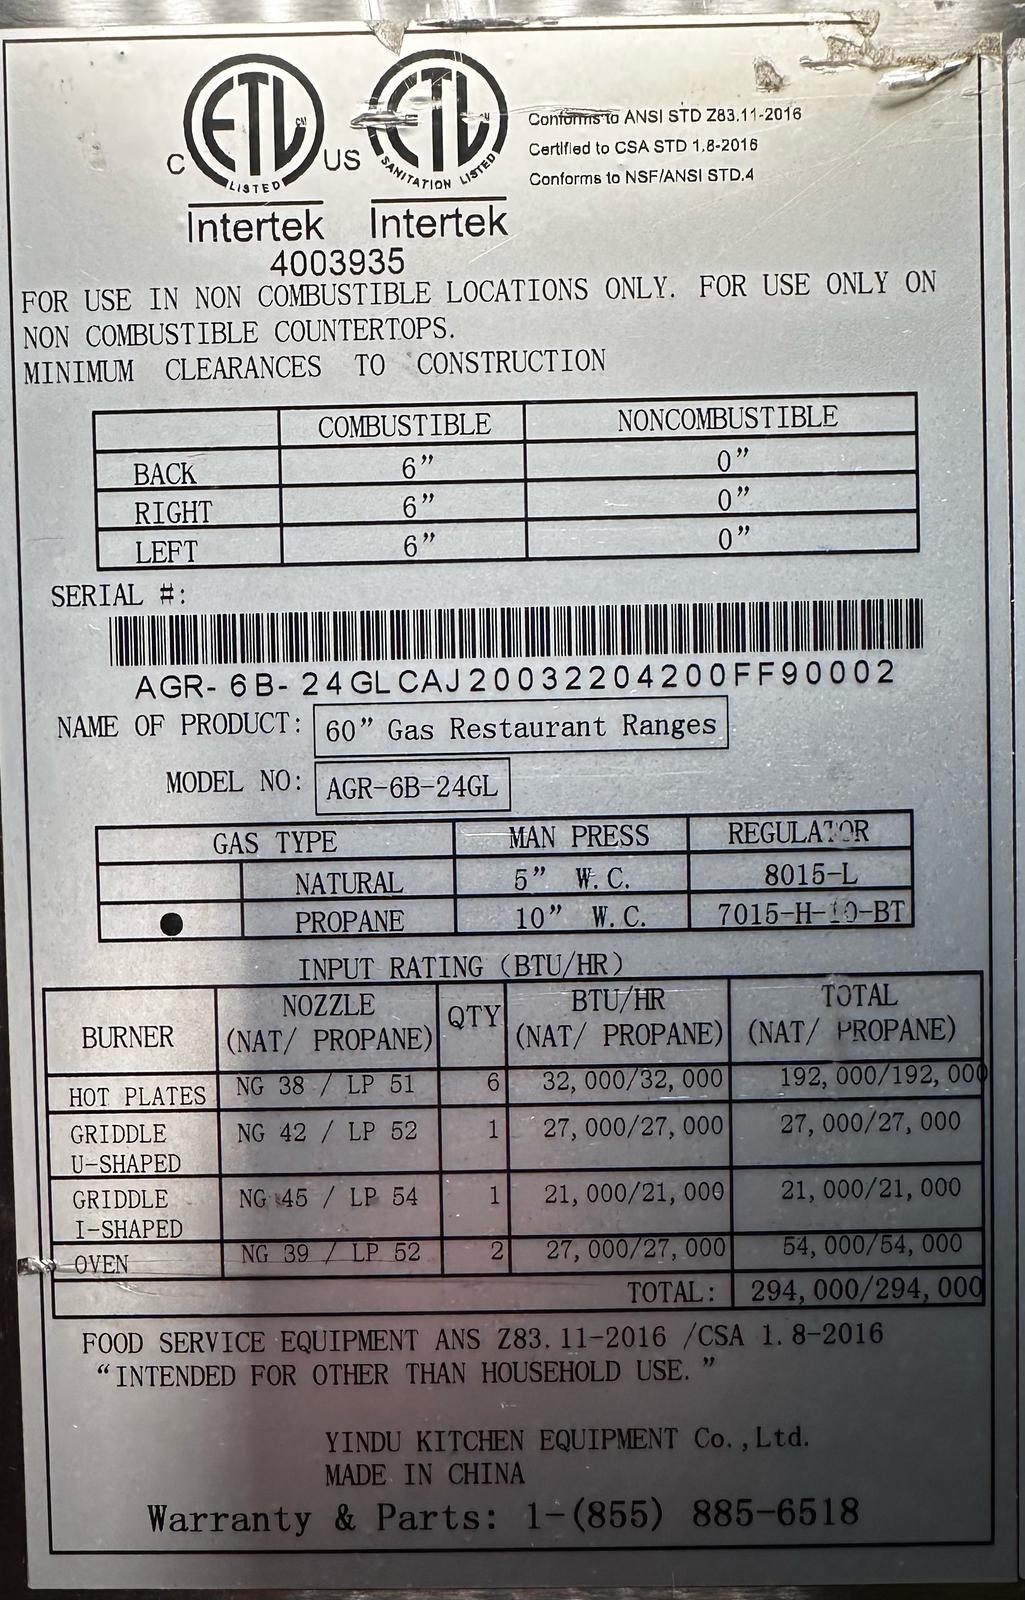 ETL CM
C US
LISTED
Intertek
ETL
SANITATION LISTED
Intertek
4003935
Conforms to ANSI STD Z83.11-2016
Certified to CSA STD 1.8-2016
Conforms to NSF/ANSI STD.4
FOR USE IN NON COMBUSTIBLE LOCATIONS ONLY. FOR USE ONLY ON
NON COMBUSTIBLE COUNTERTOPS.
MINIMUM CLEARANCES TO CONSTRUCTION
COMBUSTIBLE NONCOMBUSTIBLE
BACK 6” 0”
RIGHT 6” 0”
LEFT 6” 0”
SERIAL #:
AGR-6B-24GLCAJ20032204200FF90002
NAME OF PRODUCT: 60” Gas Restaurant Ranges
MODEL NO: AGR-6B-24GL
GAS TYPE MAN PRESS REGULATOR
NATURAL 5” W.C. 8015-L
● PROPANE 10” W.C. 7015-H-10-BT
INPUT RATING (BTU/HR)
BURNER NOZZLE (NAT/ PROPANE) QTY BTU/HR (NAT/ PROPANE) TOTAL (NAT/ PROPANE)
HOT PLATES NG 38 / LP 51 6 32,000/32,000 192,000/192,000
GRIDDLE U-SHAPED NG 42 / LP 52 1 27,000/27,000 27,000/27,000
GRIDDLE I-SHAPED NG 45 / LP 54 1 21,000/21,000 21,000/21,000
OVEN NG 39 / LP 52 2 27,000/27,000 54,000/54,000
TOTAL: 294,000/294,000
FOOD SERVICE EQUIPMENT ANS Z83.11-2016 /CSA 1.8-2016
“INTENDED FOR OTHER THAN HOUSEHOLD USE.”
YINDU KITCHEN EQUIPMENT Co.,Ltd.
MADE IN CHINA
Warranty & Parts: 1-(855) 885-6518